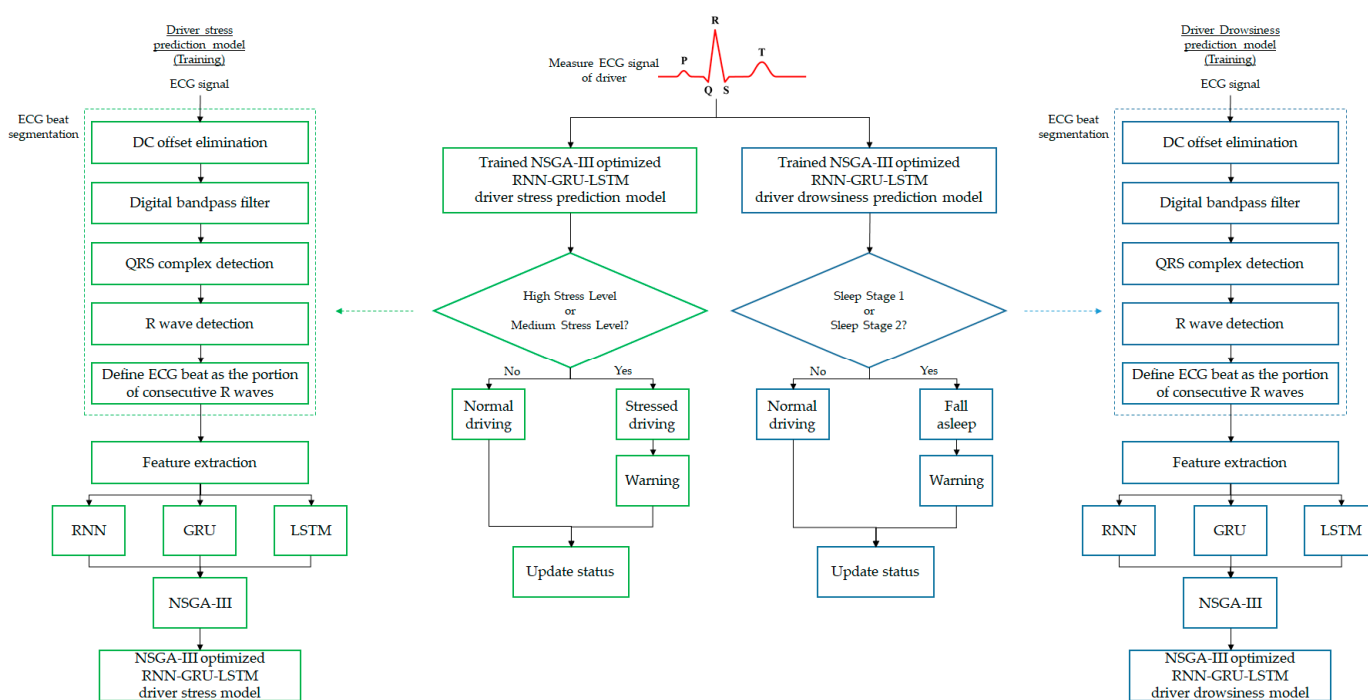 Driver stress
prediction model
(Training)
ECG signal
ECG beat
segmentation
DC offset elimination
Digital bandpass filter
QRS complex detection
R wave detection
Define ECG beat as the portion
of consecutive R waves
Feature extraction
RNN
GRU
LSTM
NSGA-III
NSGA-III optimized
RNN-GRU-LSTM
driver stress model
Measure ECG signal
of driver
P
R
T
Q
S
Trained NSGA-III optimized
RNN-GRU-LSTM
driver stress prediction model
High Stress Level
or
Medium Stress Level?
No
Yes
Normal
driving
Stressed
driving
Warning
Update status
Trained NSGA-III optimized
RNN-GRU-LSTM
driver drowsiness prediction model
Sleep Stage 1
or
Sleep Stage 2?
No
Yes
Normal
driving
Fall
asleep
Warning
Update status
Driver Drowsiness
prediction model
(Training)
ECG signal
ECG beat
segmentation
DC offset elimination
Digital bandpass filter
QRS complex detection
R wave detection
Define ECG beat as the portion
of consecutive R waves
Feature extraction
RNN
GRU
LSTM
NSGA-III
NSGA-III optimized
RNN-GRU-LSTM
driver drowsiness model